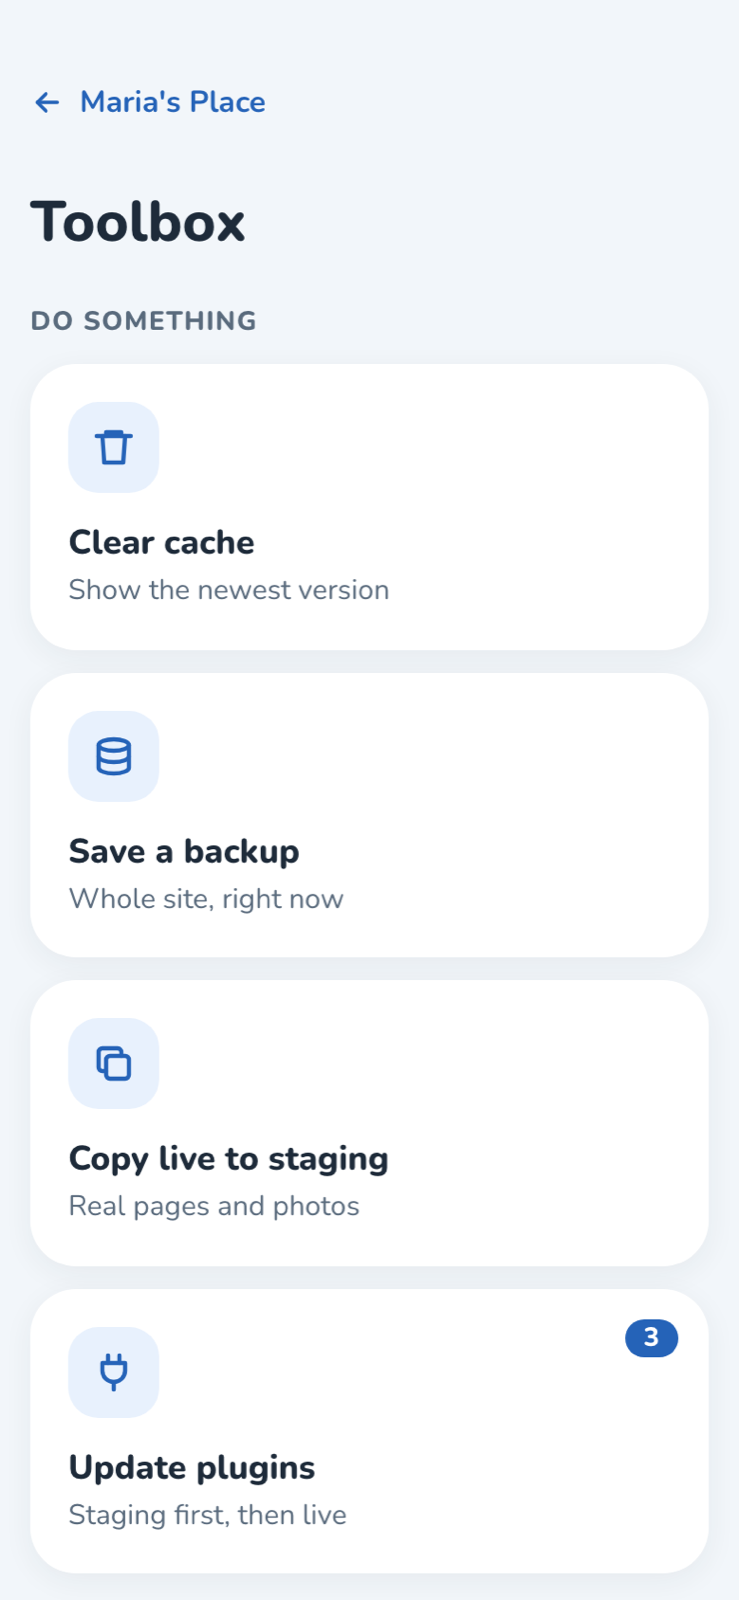 Maria's Place
Toolbox
DO SOMETHING
Clear cache
Show the newest version
Save a backup
Whole site, right now
Copy live to staging
Real pages and photos
3
Update plugins
Staging first, then live